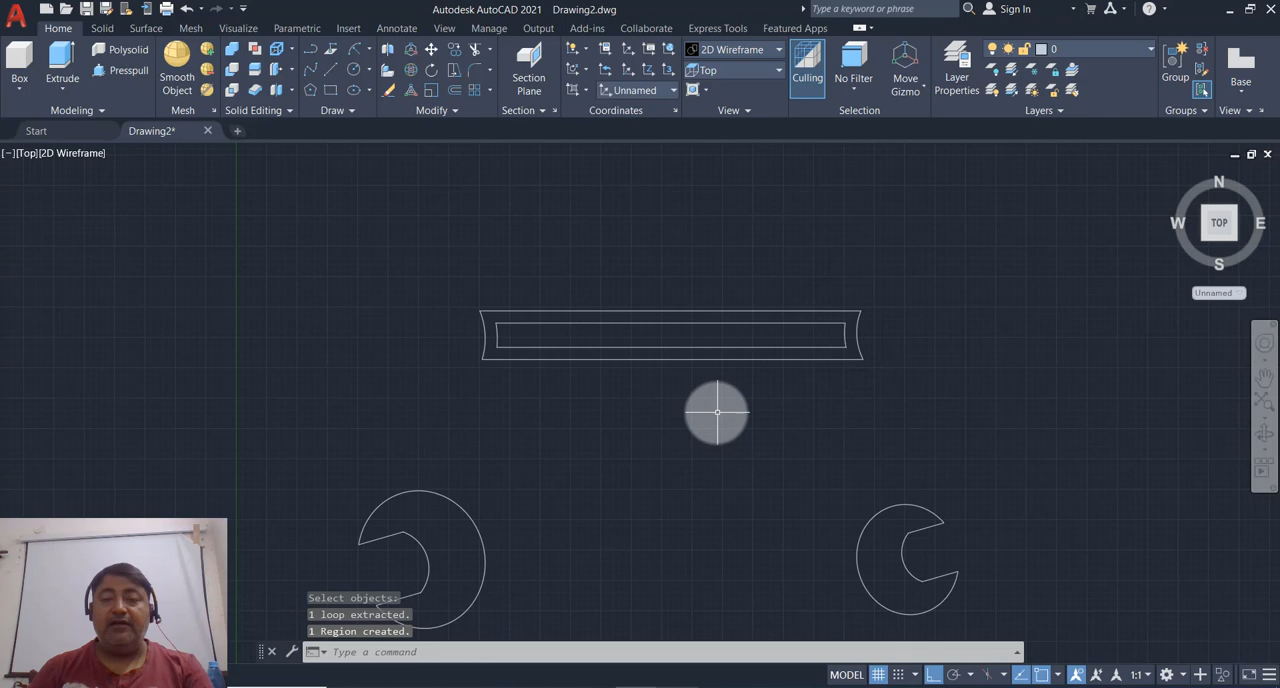 Autodesk AutoCAD 2021 Drawing2.dwg
Type a keyword or phrase
Sign In
Home Solid Surface Mesh Visualize Parametric Insert Annotate View Manage Output Add-ins Collaborate Express Tools Featured Apps
Box
Extrude
Polysolid
Presspull
Smooth
Object
Section
Plane
Unnamed
2D Wireframe
Top
Culling
No Filter
Move
Gizmo
Layer
Properties
0
Group
Base
Modeling
Mesh
Solid Editing
Draw
Modify
Section
Coordinates
View
Selection
Layers
Groups
View
Start
Drawing2*
[−][Top][2D Wireframe]
N
W
TOP
E
S
Unnamed
Select objects:
1 loop extracted.
1 Region created.
Type a command
MODEL
1:1